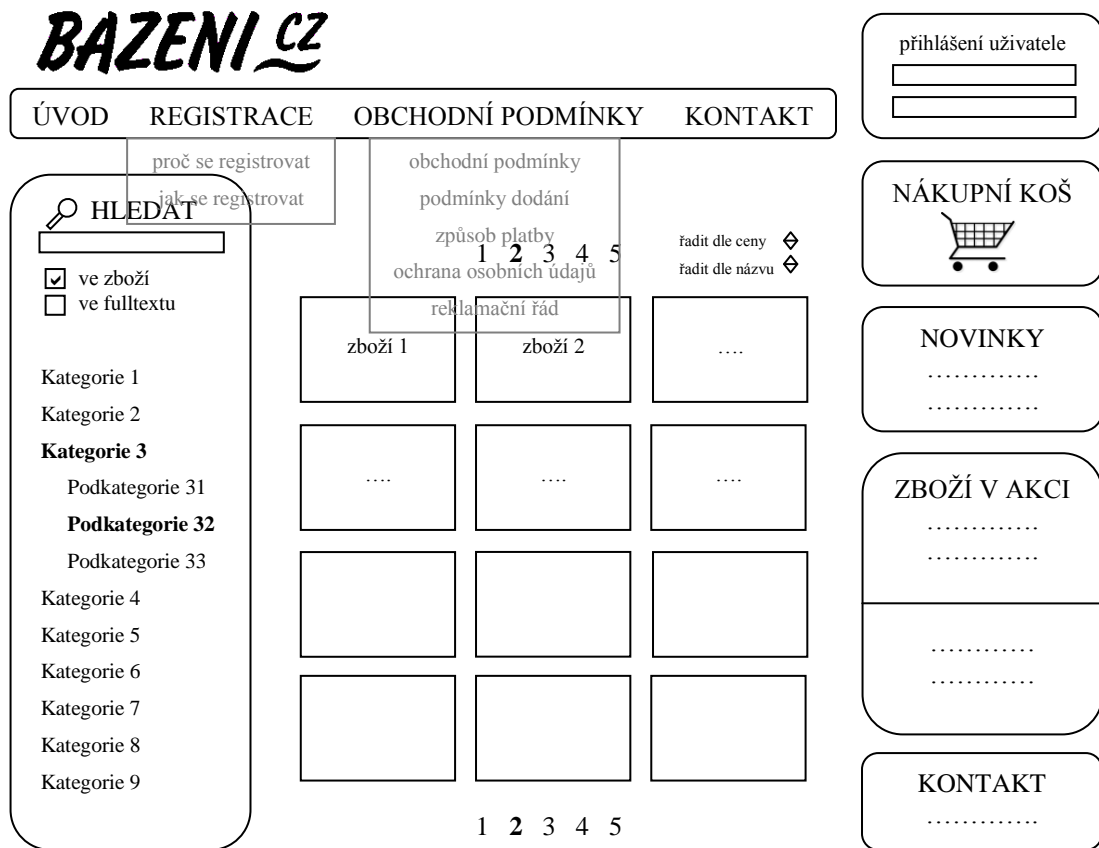 BAZENI.CZ
přihlášení uživatele
ÚVOD REGISTRACE OBCHODNÍ PODMÍNKY KONTAKT
proč se registrovat
jak se registrovat
obchodní podmínky
podmínky dodání
způsob platby
ochrana osobních údajů
reklamační řád
HLEDAT
ve zboží
ve fulltextu
Kategorie 1
Kategorie 2
Kategorie 3
Podkategorie 31
Podkategorie 32
Podkategorie 33
Kategorie 4
Kategorie 5
Kategorie 6
Kategorie 7
Kategorie 8
Kategorie 9
1 2 3 4 5
řadit dle ceny
řadit dle názvu
zboží 1 zboží 2 ....
.... .... ....
1 2 3 4 5
NÁKUPNÍ KOŠ
NOVINKY
.............
.............
ZBOŽÍ V AKCI
.............
.............
............
............
KONTAKT
.............